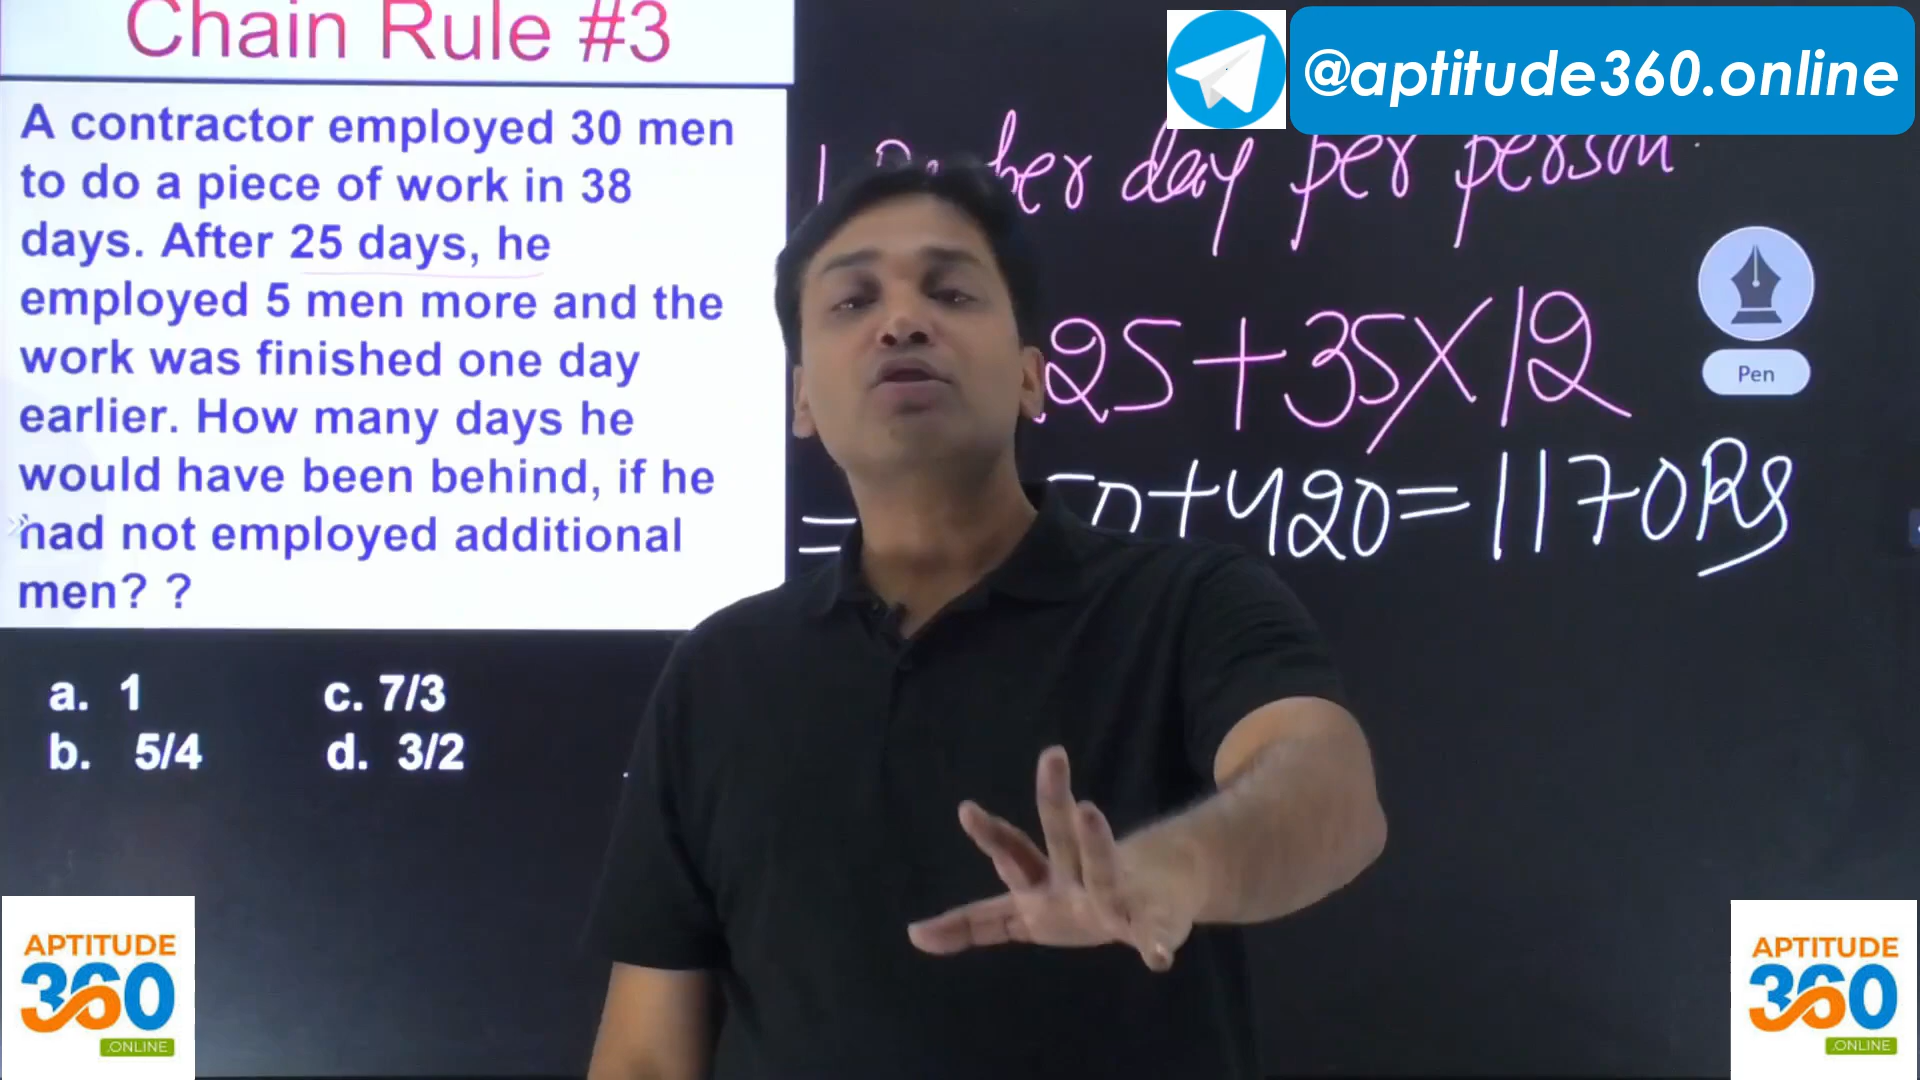 Chain Rule #3
@aptitude360.online
A contractor employed 30 men
to do a piece of work in 38
days. After 25 days, he
employed 5 men more and the
work was finished one day
earlier. How many days he
would have been behind, if he
had not employed additional
men? ?
a. 1
c. 7/3
b. 5/4
d. 3/2
day per person
25+35×12
+420=1170Rs
Pen
APTITUDE
360
.ONLINE
APTITUDE
360
.ONLINE